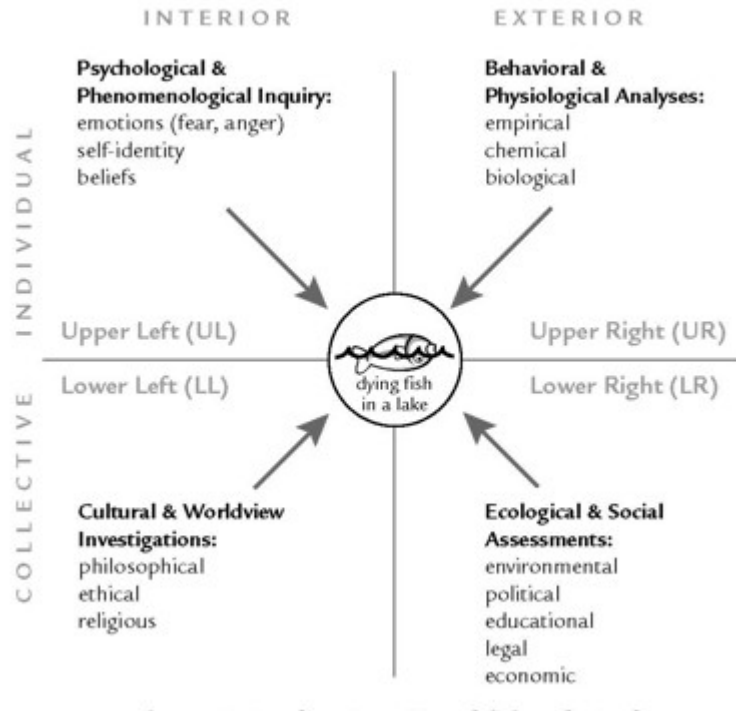 INTERIOR
EXTERIOR
INDIVIDUAL
COLLECTIVE
Psychological &
Phenomenological Inquiry:
emotions (fear, anger)
self-identity
beliefs
Behavioral &
Physiological Analyses:
empirical
chemical
biological
Upper Left (UL)
Upper Right (UR)
dying fish
in a lake
Lower Left (LL)
Lower Right (LR)
Cultural & Worldview
Investigations:
philosophical
ethical
religious
Ecological & Social
Assessments:
environmental
political
educational
legal
economic